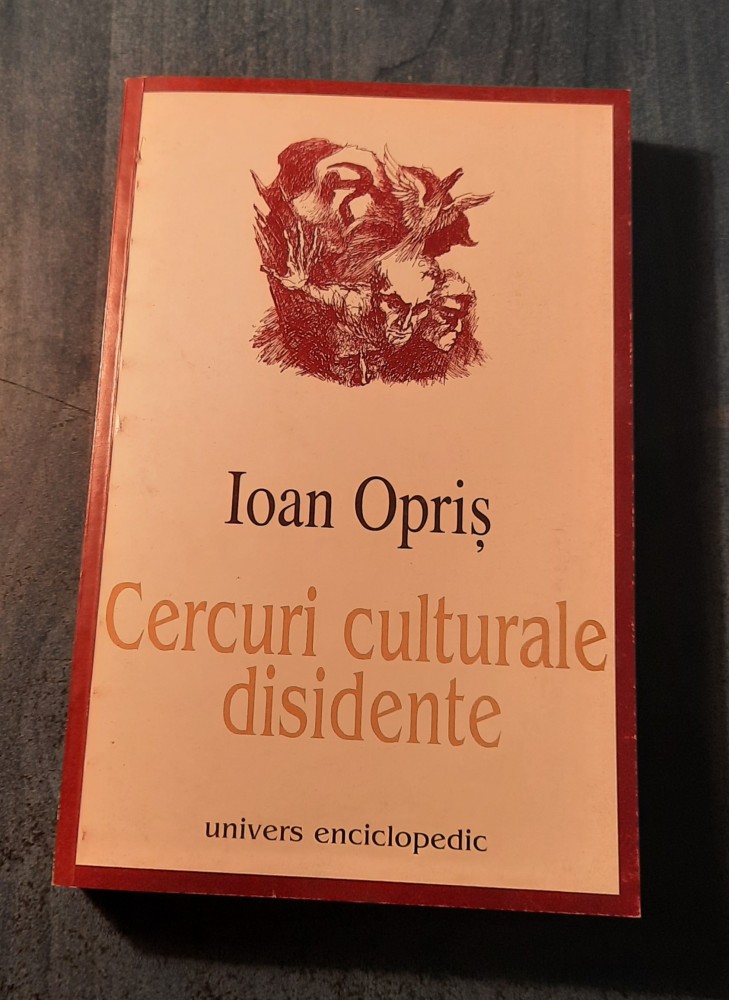 Ioan Opriș
Cercuri culturale
disidente
univers enciclopedic